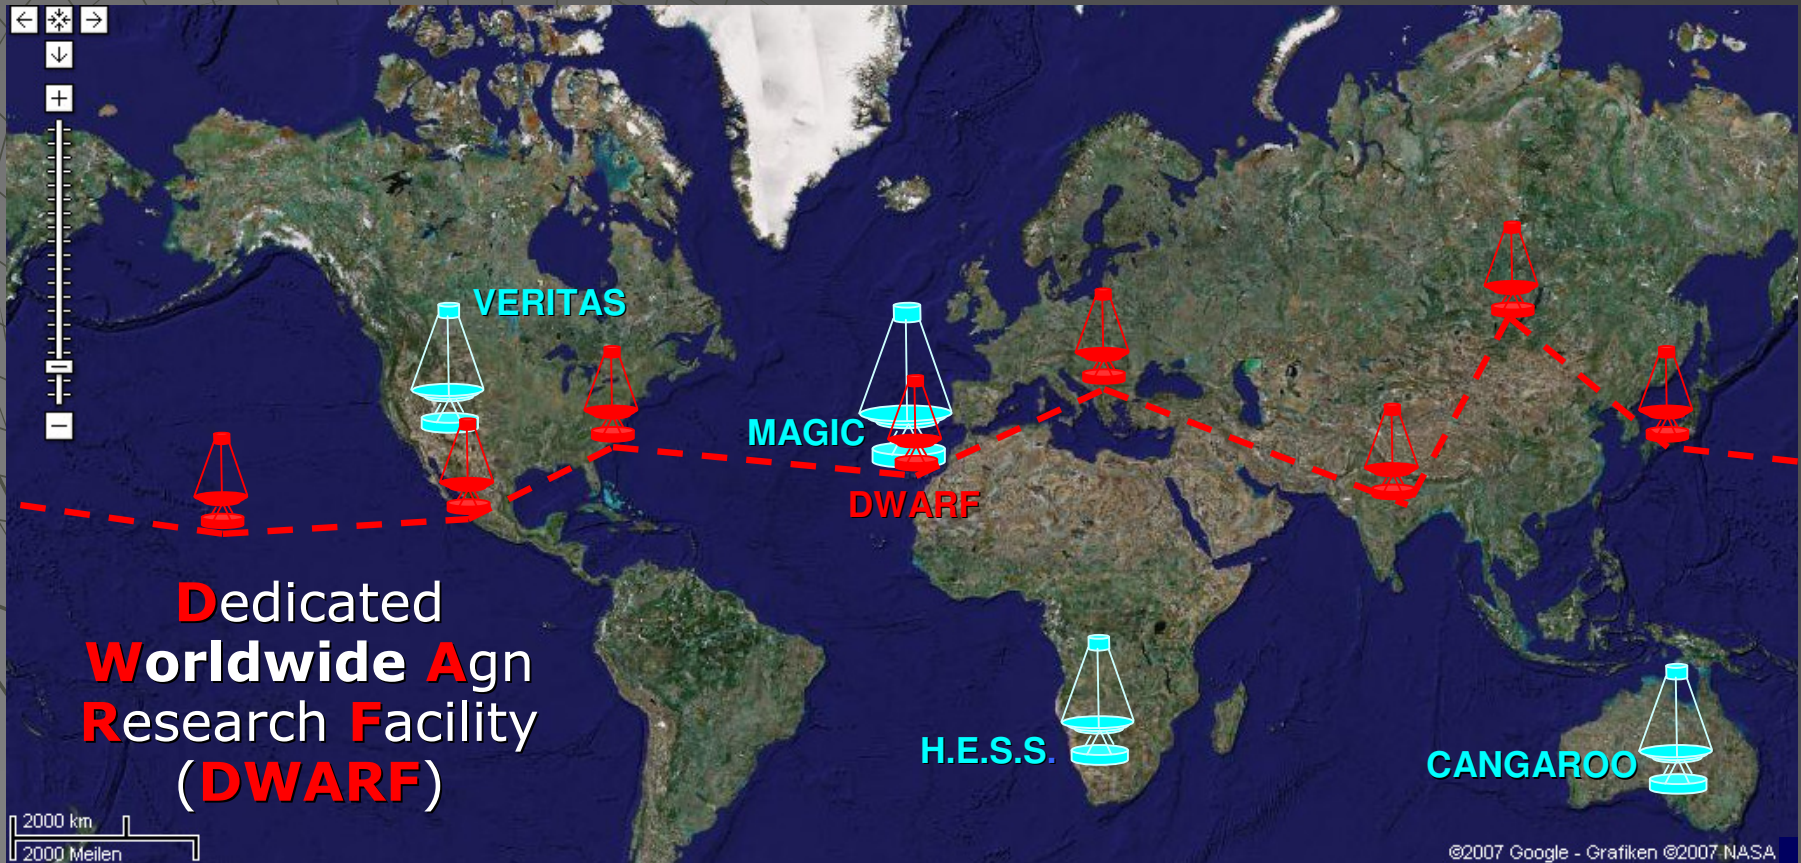 VERITAS
MAGIC
DWARF
Dedicated
Worldwide Agn
Research Facility
(DWARF)
H.E.S.S.
CANGAROO
2000 km
2000 Meilen
©2007 Google - Grafiken ©2007 NASA